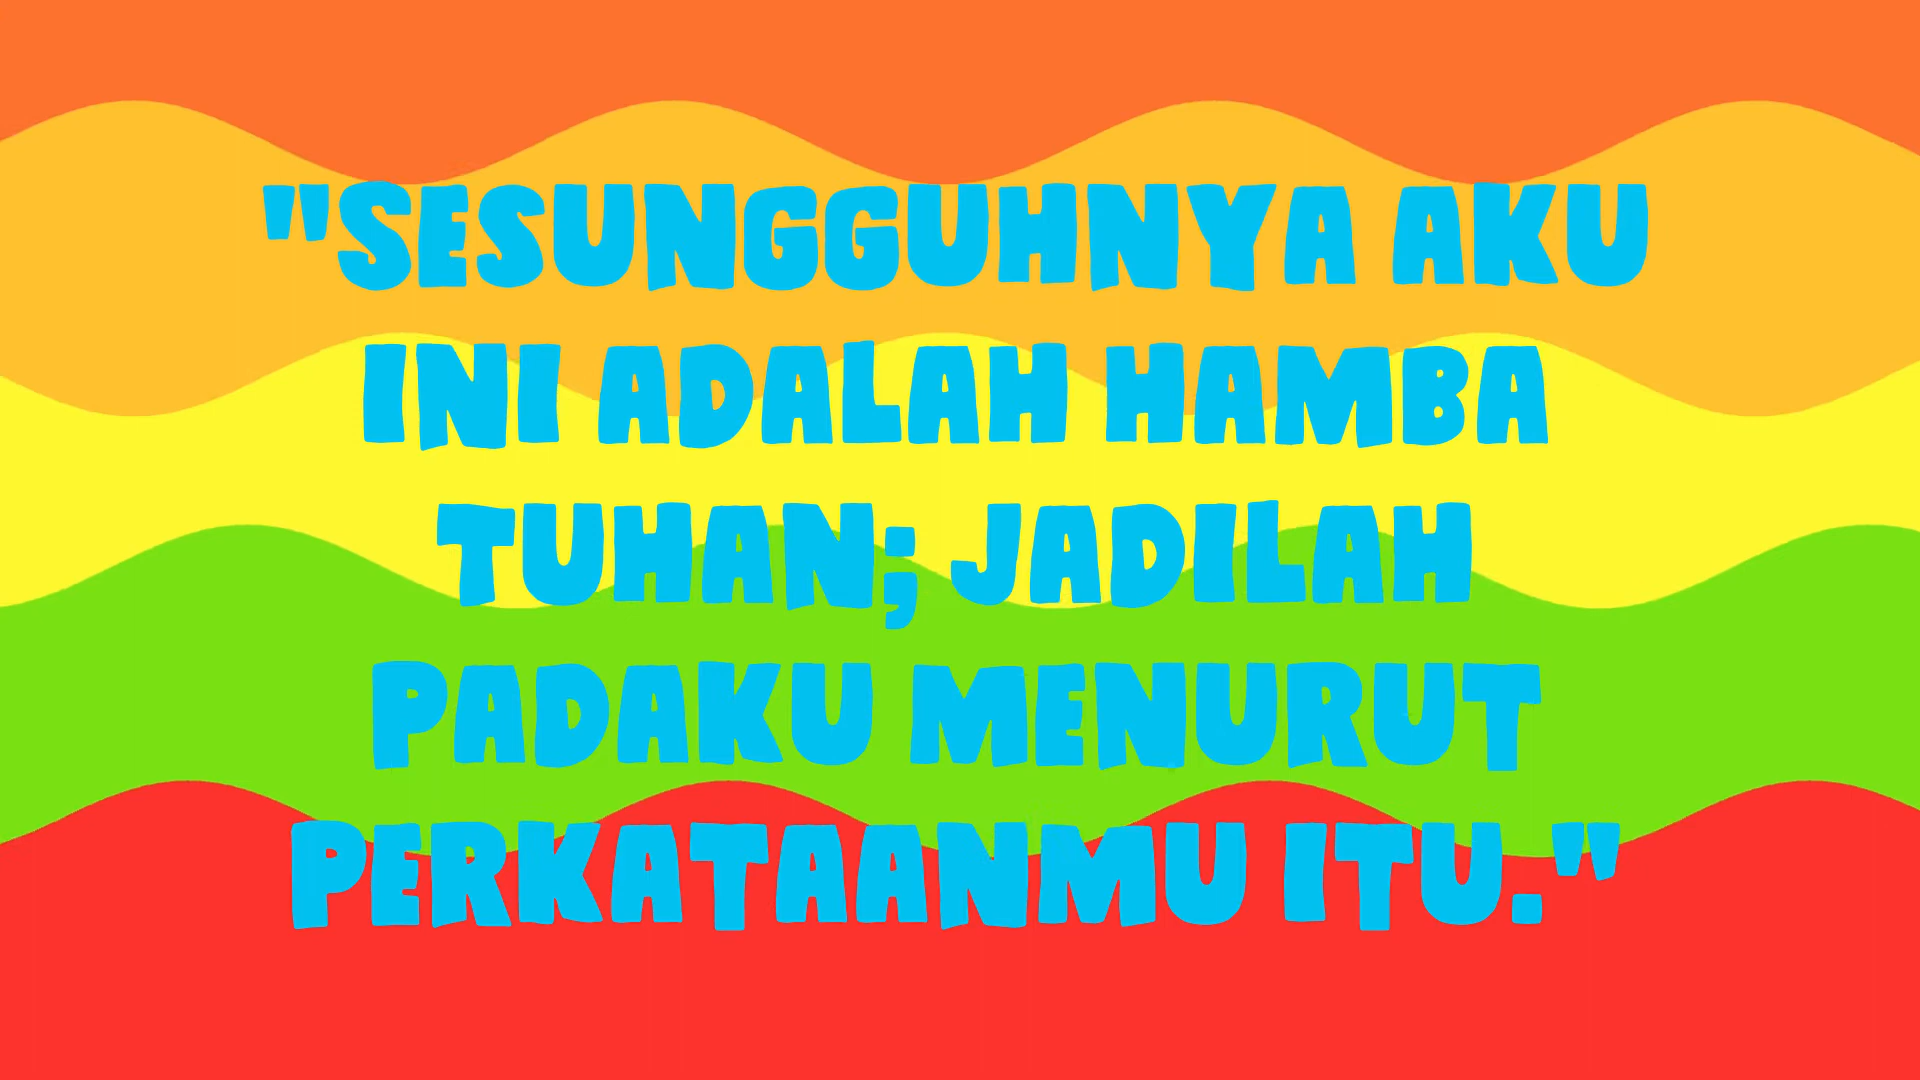 "SESUNGGUHNYA AKU
INI ADALAH HAMBA
TUHAN; JADILAH
PADAKU MENURUT
PERKATAANMU ITU."